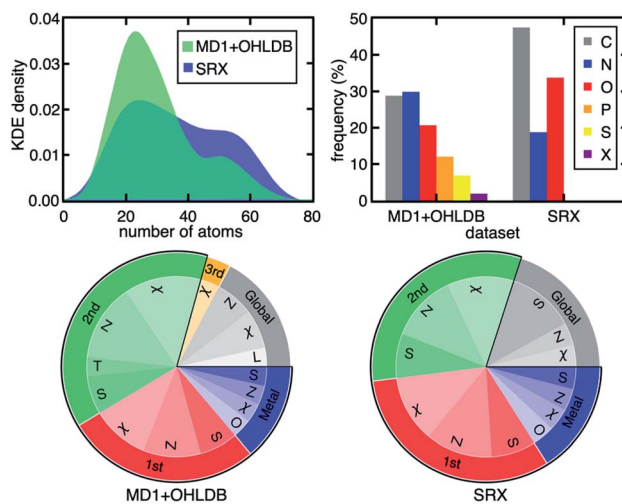 0.04
0.03
0.02
0.01
0.00
KDE density
MD1+OHLDB
SRX
0
20
40
60
80
number of atoms
50
40
30
20
10
0
frequency (%)
C
N
O
P
S
X
MD1+OHLDB
SRX
dataset
2nd
3rd
Global
Metal
1st
χ
Z
T
S
χ
Z
S
O
χ
Z
S
L
χ
Z
χ
MD1+OHLDB
2nd
Global
Metal
1st
χ
Z
S
χ
Z
S
O
χ
Z
S
χ
Z
S
SRX